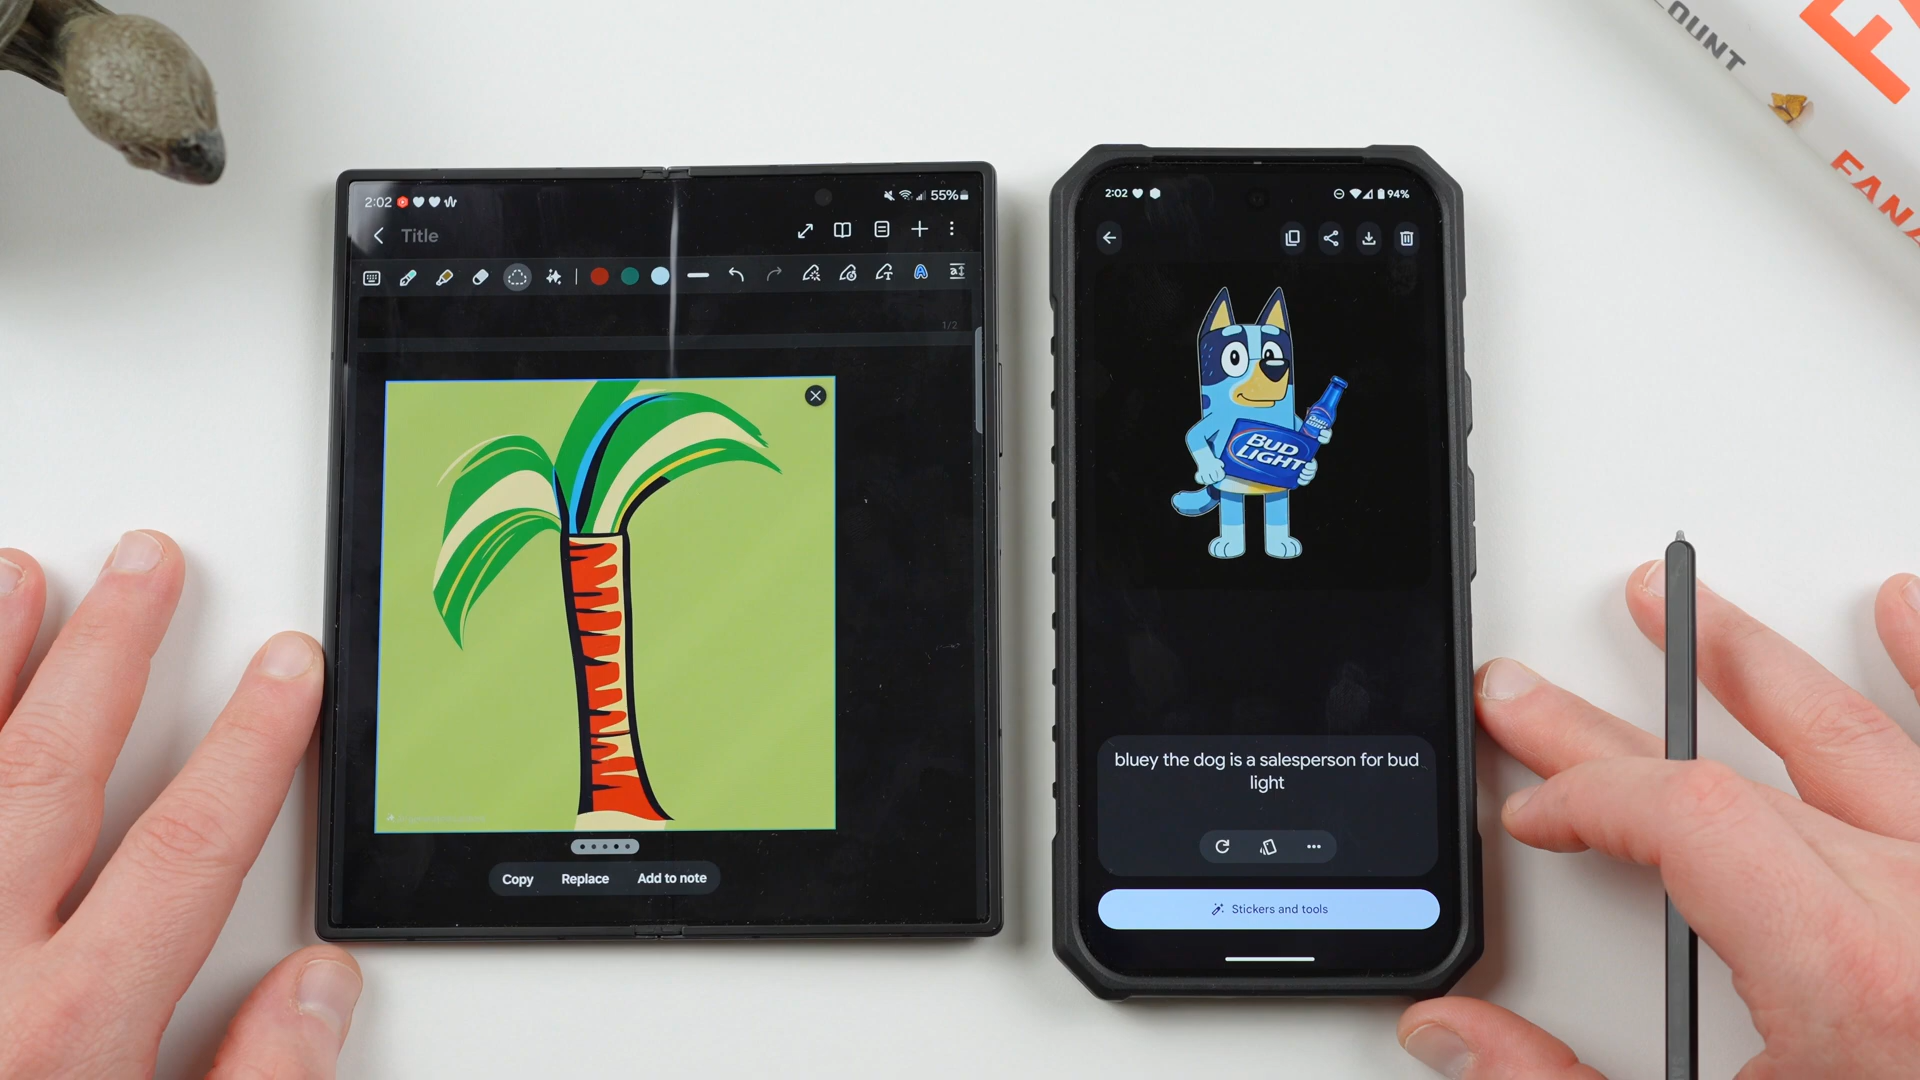 OUNT
FANA
2:02
55%
Title
1/2
Copy
Replace
Add to note
2:02
94%
BUD
LIGHT
bluey the dog is a salesperson for bud
light
Stickers and tools